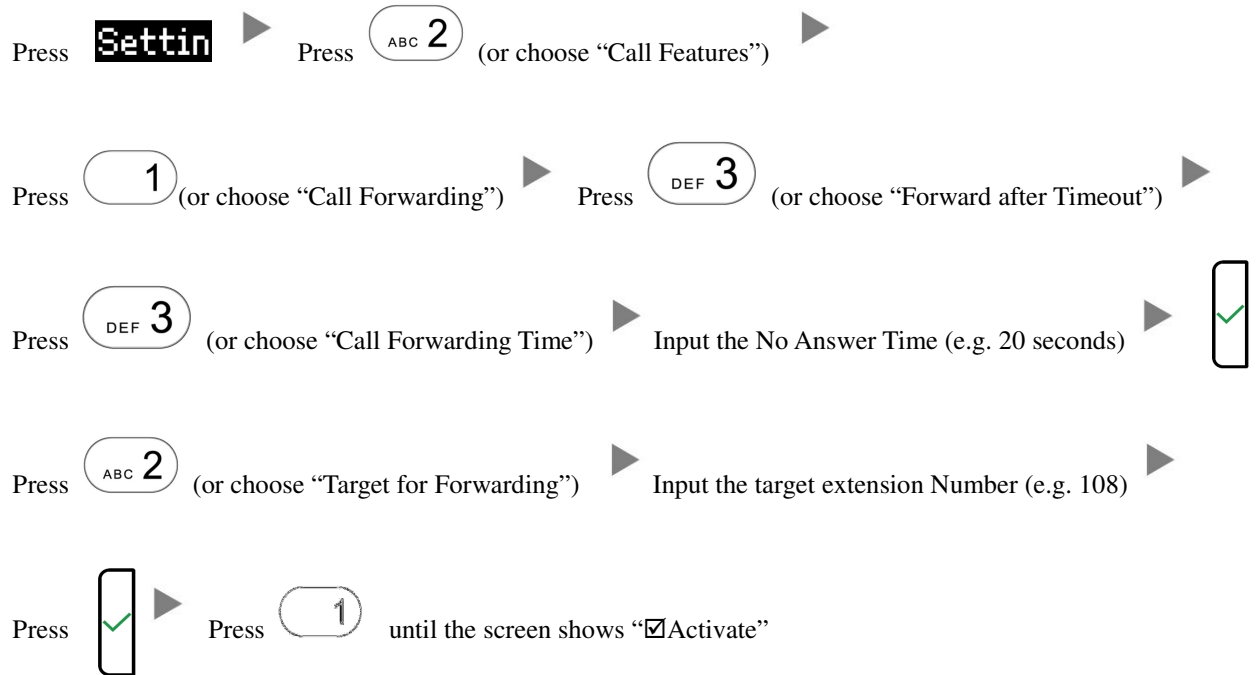 Press Settin Press ABC 2 (or choose “Call Features”)
Press 1 (or choose “Call Forwarding”) Press DEF 3 (or choose “Forward after Timeout”)
Press DEF 3 (or choose “Call Forwarding Time”) Input the No Answer Time (e.g. 20 seconds)
Press ABC 2 (or choose “Target for Forwarding”) Input the target extension Number (e.g. 108)
Press Press 1 until the screen shows “☑Activate”